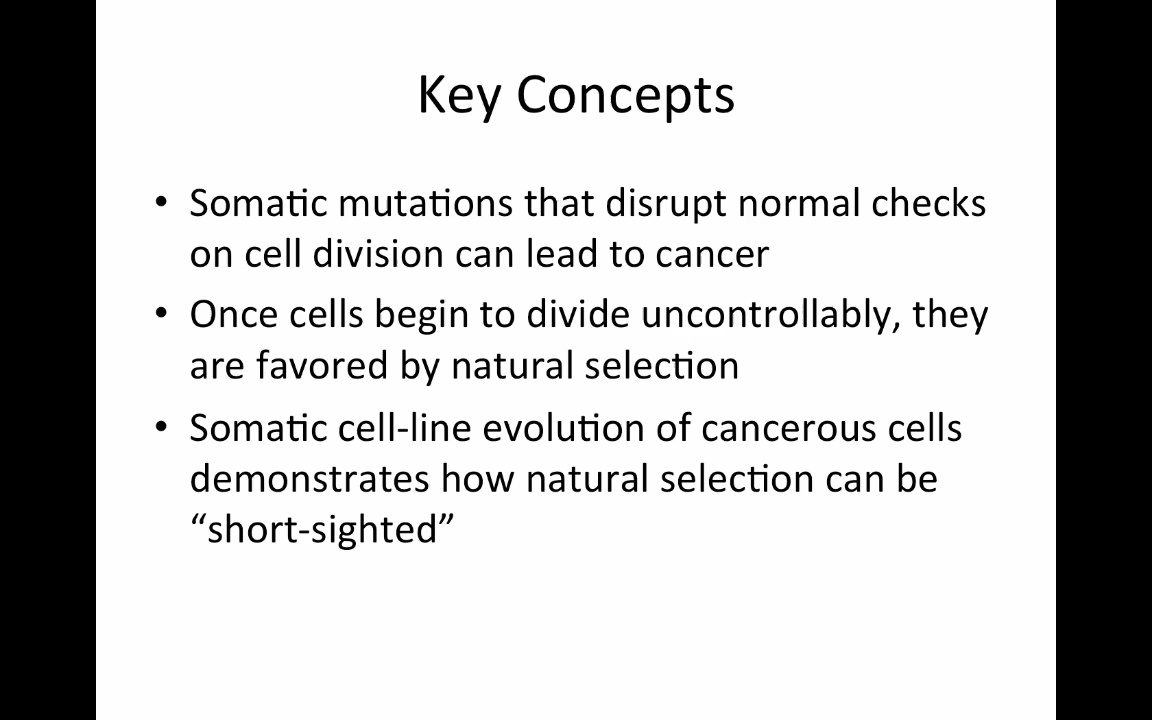 Key Concepts
• Somatic mutations that disrupt normal checks
on cell division can lead to cancer
• Once cells begin to divide uncontrollably, they
are favored by natural selection
• Somatic cell-line evolution of cancerous cells
demonstrates how natural selection can be
“short-sighted”